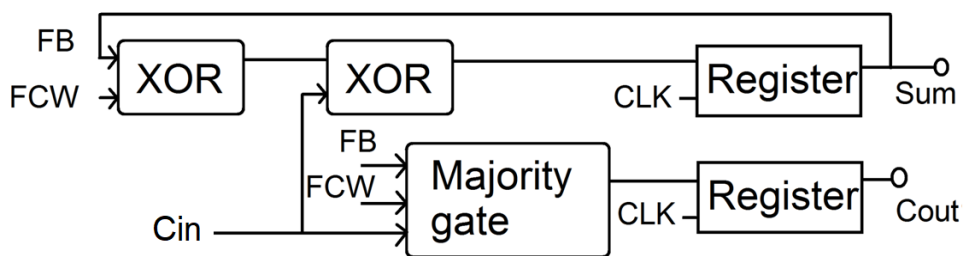 FB
FCW
XOR
XOR
CLK
Register
Sum
FB
FCW
Cin
Majority
gate
CLK
Register
Cout